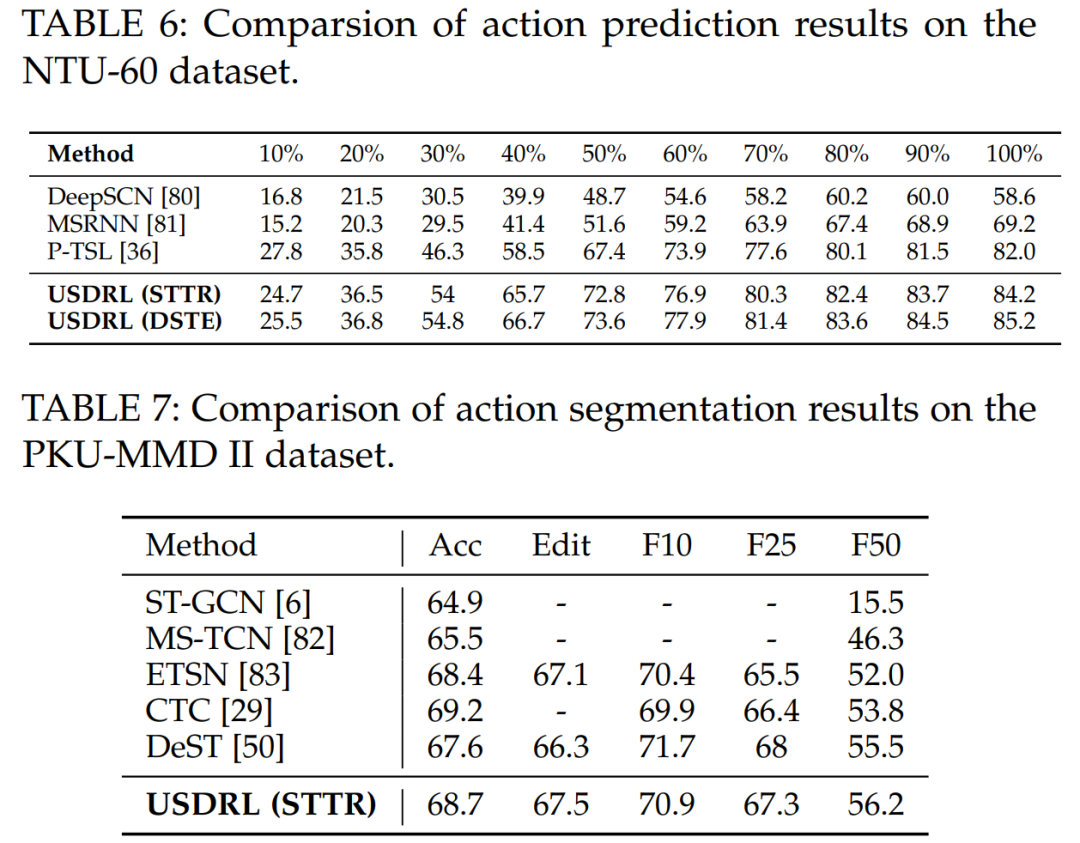 TABLE 6: Comparsion of action prediction results on the
NTU-60 dataset.
Method 10% 20% 30% 40% 50% 60% 70% 80% 90% 100%
DeepSCN [80] 16.8 21.5 30.5 39.9 48.7 54.6 58.2 60.2 60.0 58.6
MSRNN [81] 15.2 20.3 29.5 41.4 51.6 59.2 63.9 67.4 68.9 69.2
P-TSL [36] 27.8 35.8 46.3 58.5 67.4 73.9 77.6 80.1 81.5 82.0
USDRL (STTR) 24.7 36.5 54 65.7 72.8 76.9 80.3 82.4 83.7 84.2
USDRL (DSTE) 25.5 36.8 54.8 66.7 73.6 77.9 81.4 83.6 84.5 85.2
TABLE 7: Comparison of action segmentation results on the
PKU-MMD II dataset.
Method Acc Edit F10 F25 F50
ST-GCN [6] 64.9 - - - 15.5
MS-TCN [82] 65.5 - - - 46.3
ETSN [83] 68.4 67.1 70.4 65.5 52.0
CTC [29] 69.2 - 69.9 66.4 53.8
DeST [50] 67.6 66.3 71.7 68 55.5
USDRL (STTR) 68.7 67.5 70.9 67.3 56.2